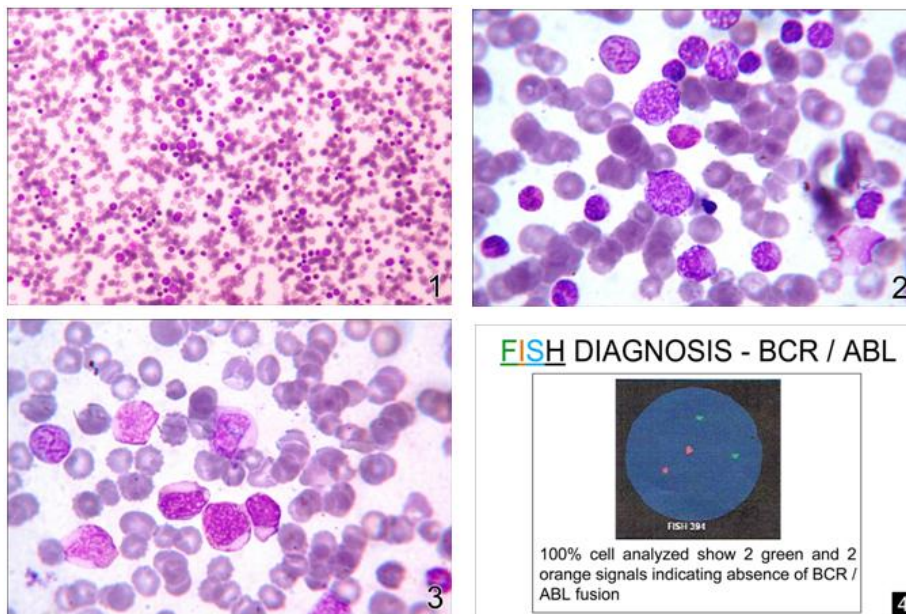 1
2
3
FISH DIAGNOSIS - BCR / ABL
FISH 394
100% cell analyzed show 2 green and 2
orange signals indicating absence of BCR /
ABL fusion
4